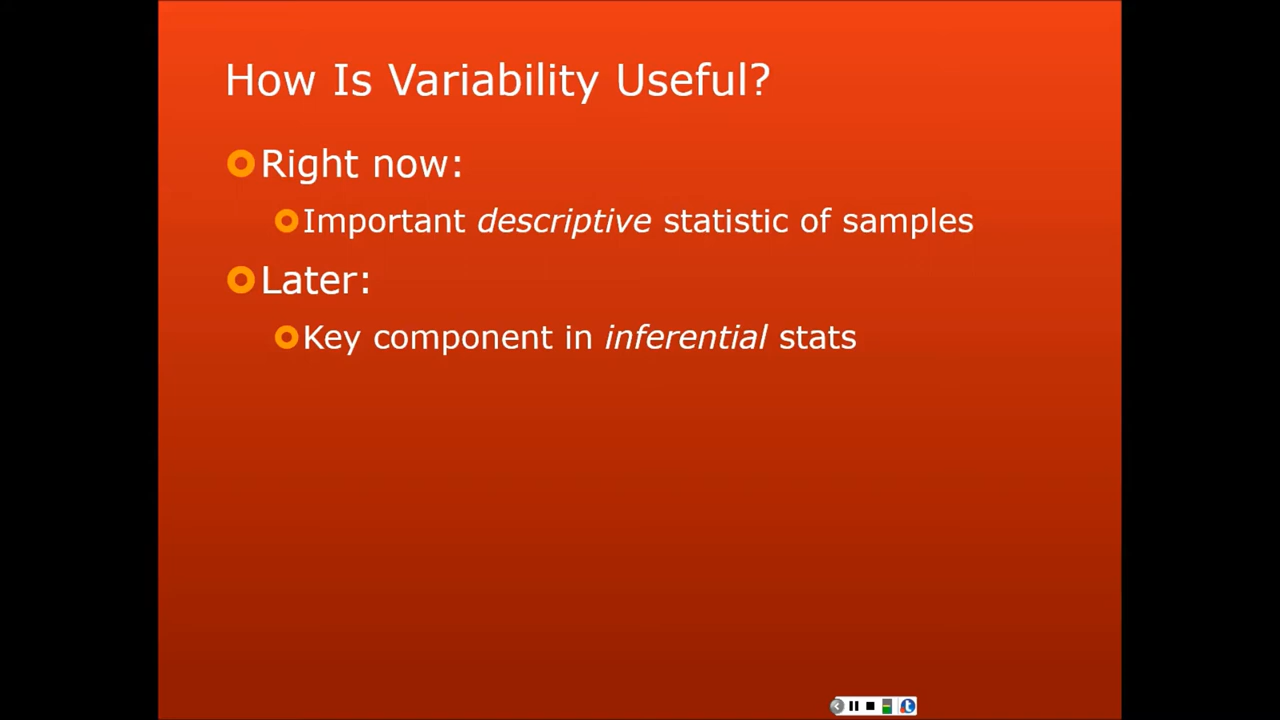 How Is Variability Useful?
Right now:
Important descriptive statistic of samples
Later:
Key component in inferential stats